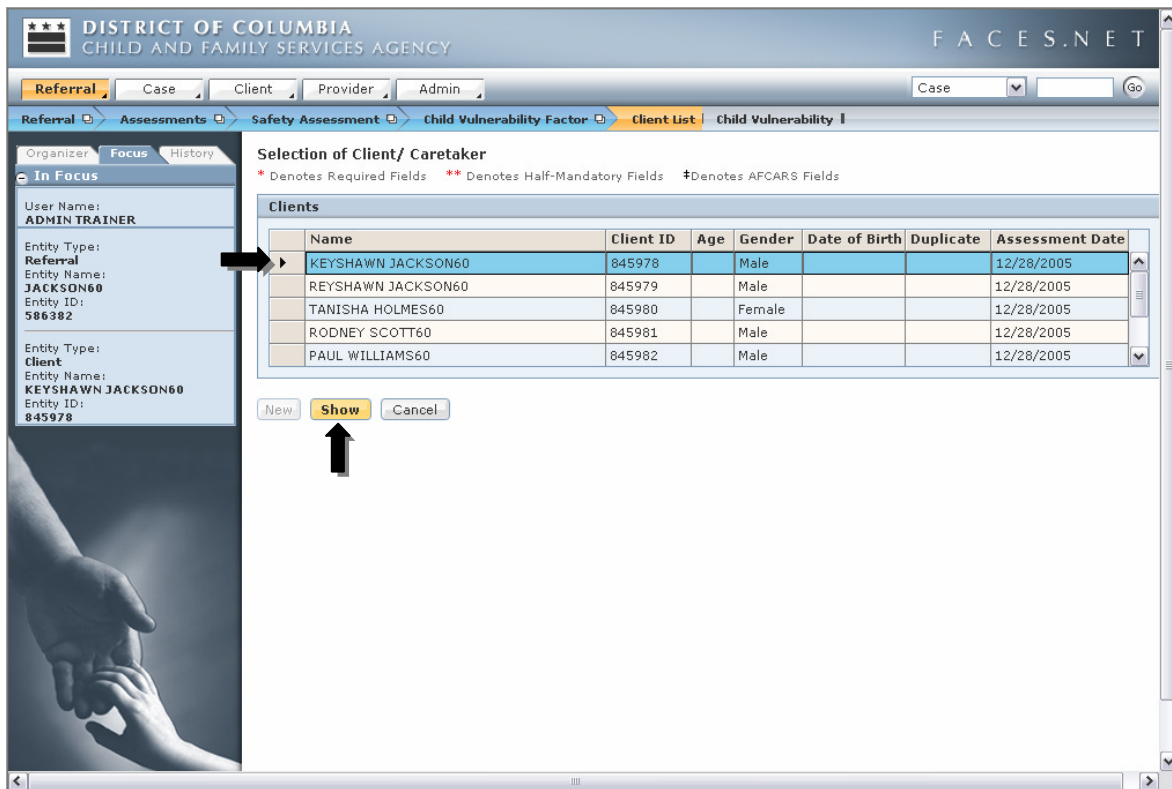 DISTRICT OF COLUMBIA
CHILD AND FAMILY SERVICES AGENCY
FACES.NET
Referral Case Client Provider Admin Case Go
Referral Assessments Safety Assessment Child Vulnerability Factor Client List Child Vulnerability
Organizer Focus History
In Focus
User Name:
ADMIN TRAINER
Entity Type:
Referral
Entity Name:
JACKSON60
Entity ID:
586382
Entity Type:
Client
Entity Name:
KEYSHAWN JACKSON60
Entity ID:
845978
Selection of Client/ Caretaker
* Denotes Required Fields ** Denotes Half-Mandatory Fields ‡Denotes AFCARS Fields
Clients
Name Client ID Age Gender Date of Birth Duplicate Assessment Date
KEYSHAWN JACKSON60 845978 Male 12/28/2005
REYSHAWN JACKSON60 845979 Male 12/28/2005
TANISHA HOLMES60 845980 Female 12/28/2005
RODNEY SCOTT60 845981 Male 12/28/2005
PAUL WILLIAMS60 845982 Male 12/28/2005
New Show Cancel